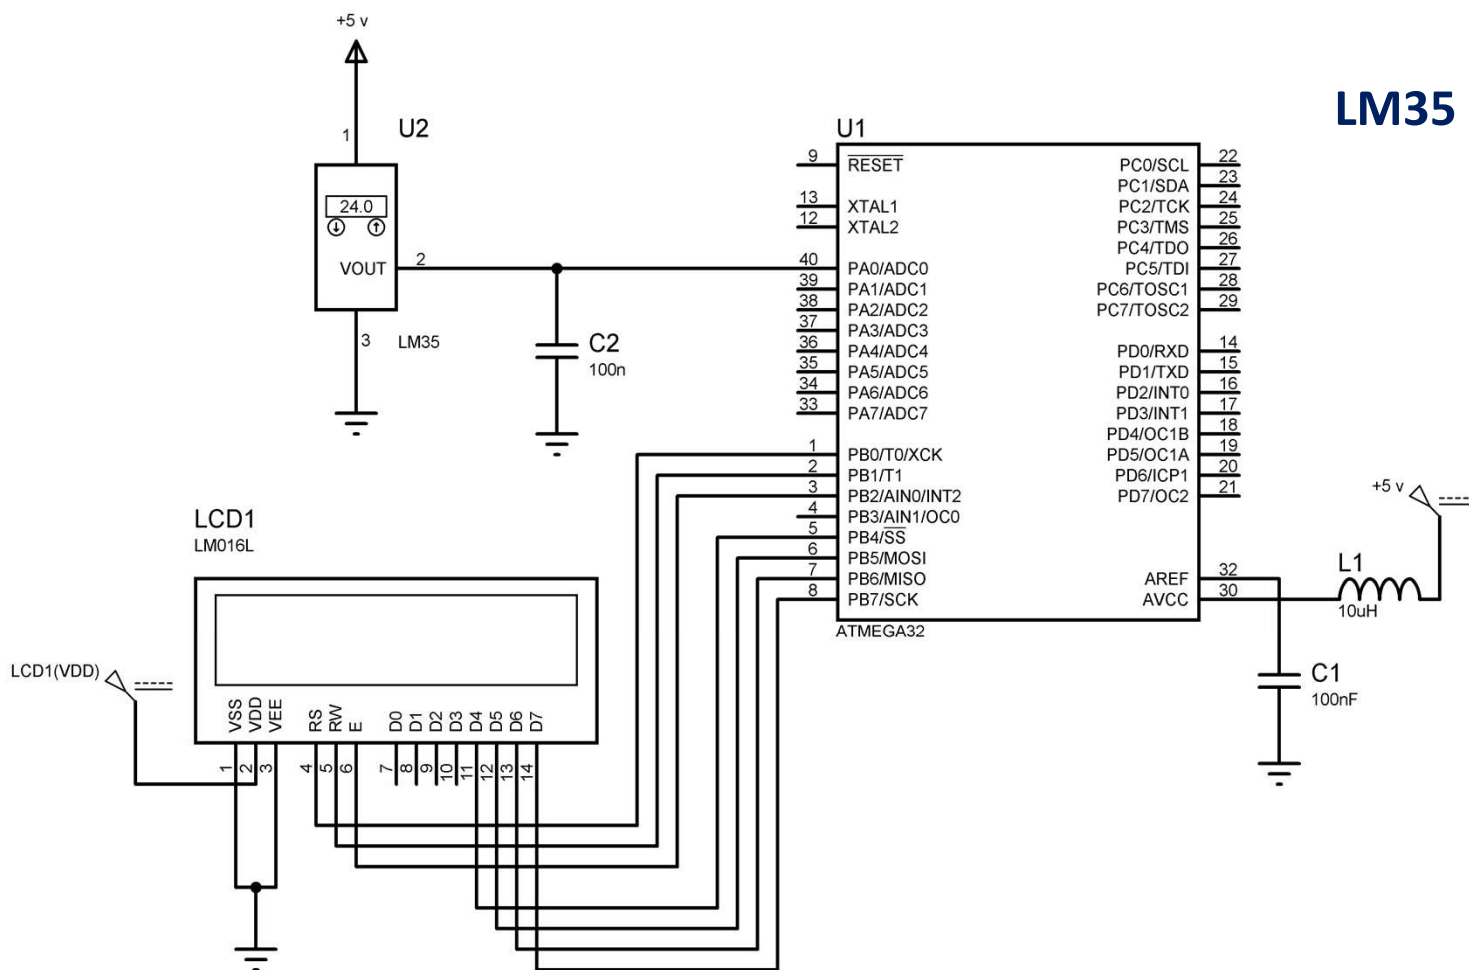 +5 v
LM35
1
U2
24.0
VOUT
2
3
LM35
C2
100n
U1
9 RESET
13 XTAL1
12 XTAL2
40 PA0/ADC0
39 PA1/ADC1
38 PA2/ADC2
37 PA3/ADC3
36 PA4/ADC4
35 PA5/ADC5
34 PA6/ADC6
33 PA7/ADC7
1 PB0/T0/XCK
2 PB1/T1
3 PB2/AIN0/INT2
4 PB3/AIN1/OC0
5 PB4/SS
6 PB5/MOSI
7 PB6/MISO
8 PB7/SCK
PC0/SCL 22
PC1/SDA 23
PC2/TCK 24
PC3/TMS 25
PC4/TDO 26
PC5/TDI 27
PC6/TOSC1 28
PC7/TOSC2 29
PD0/RXD 14
PD1/TXD 15
PD2/INT0 16
PD3/INT1 17
PD4/OC1B 18
PD5/OC1A 19
PD6/ICP1 20
PD7/OC2 21
AREF 32
AVCC 30
ATMEGA32
+5 v
L1
10uH
C1
100nF
LCD1
LM016L
LCD1(VDD)
VSS VDD VEE RS RW E D0 D1 D2 D3 D4 D5 D6 D7
1 2 3 4 5 6 7 8 9 10 11 12 13 14